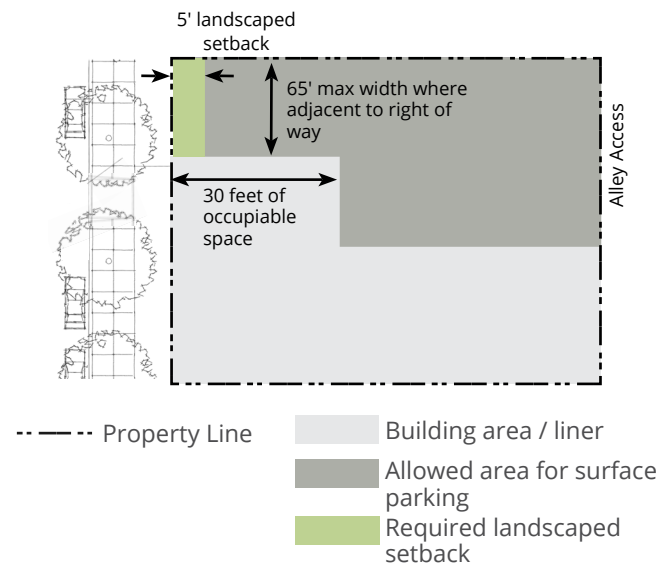 5' landscaped
setback
65' max width where
adjacent to right of
way
30 feet of
occupiable
space
Alley Access
Property Line
Building area / liner
Allowed area for surface
parking
Required landscaped
setback